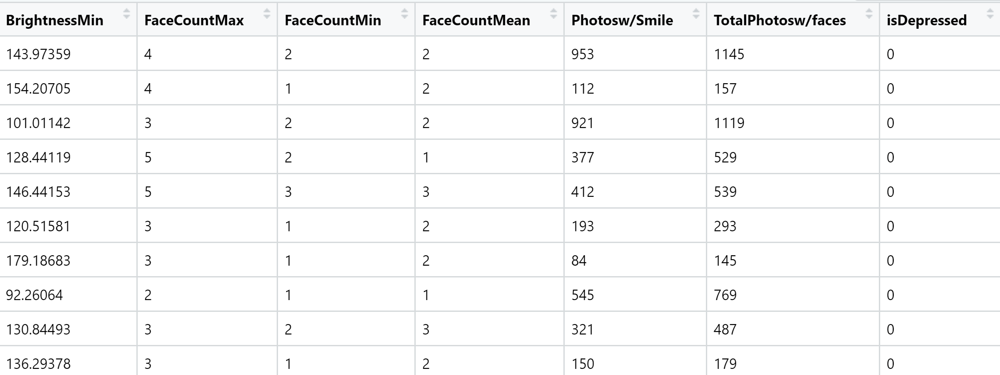 BrightnessMin FaceCountMax FaceCountMin FaceCountMean Photosw/Smile TotalPhotosw/faces isDepressed
143.97359 4 2 2 953 1145 0
154.20705 4 1 2 112 157 0
101.01142 3 2 2 921 1119 0
128.44119 5 2 1 377 529 0
146.44153 5 3 3 412 539 0
120.51581 3 1 2 193 293 0
179.18683 3 1 2 84 145 0
92.26064 2 1 1 545 769 0
130.84493 3 2 3 321 487 0
136.29378 3 1 2 150 179 0